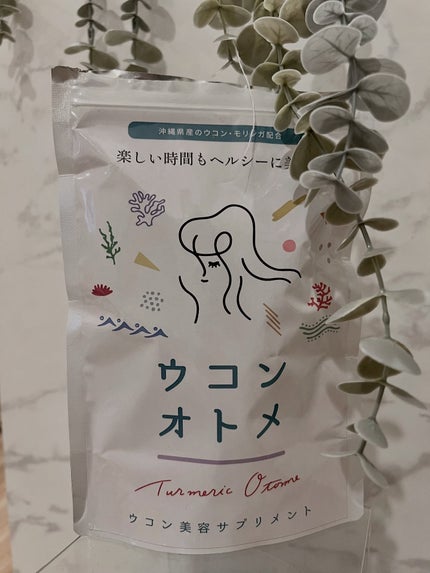 沖縄県産のウコン・モリンガ配合
楽しい時間もヘルシーに
ウコン
オトメ
Turmeric Otome
ウコン美容サプリメント